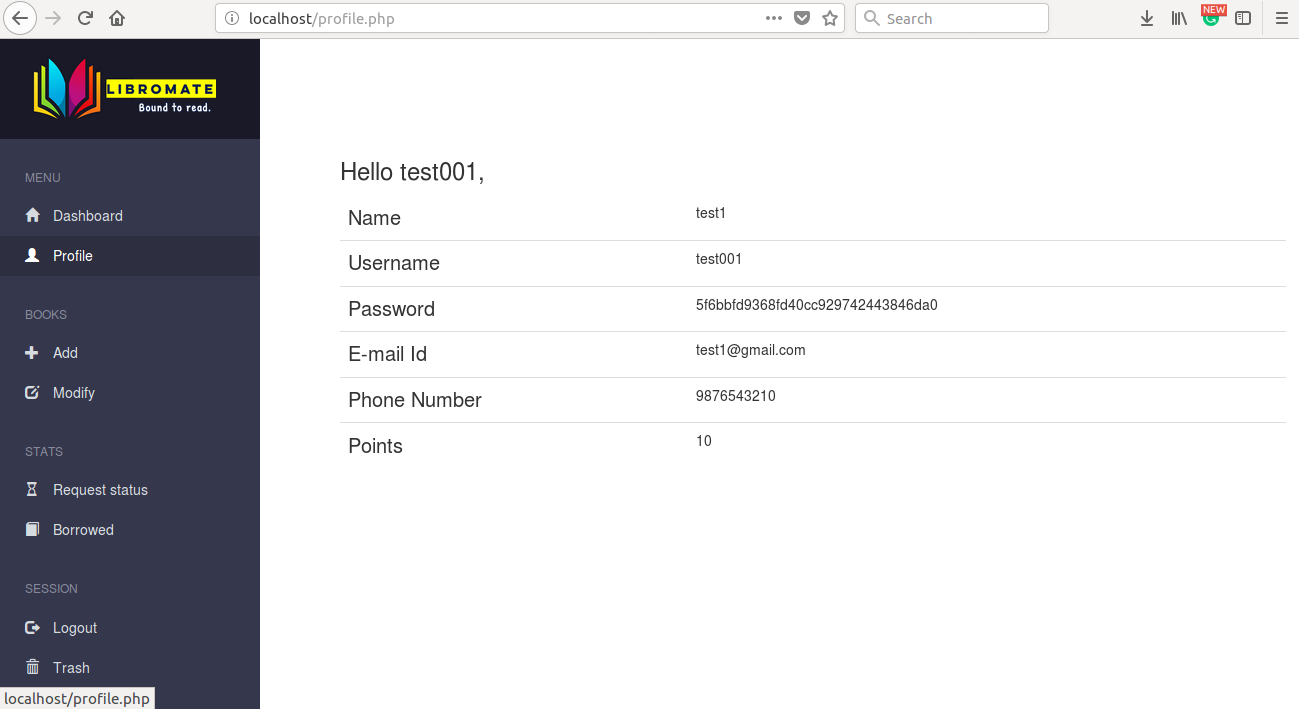 localhost/profile.php
Search
NEW
LIBROMATE
Bound to read.
MENU
Dashboard
Profile
BOOKS
Add
Modify
STATS
Request status
Borrowed
SESSION
Logout
Trash
localhost/profile.php
Hello test001,
Name test1
Username test001
Password 5f6bbfd9368fd40cc929742443846da0
E-mail Id test1@gmail.com
Phone Number 9876543210
Points 10